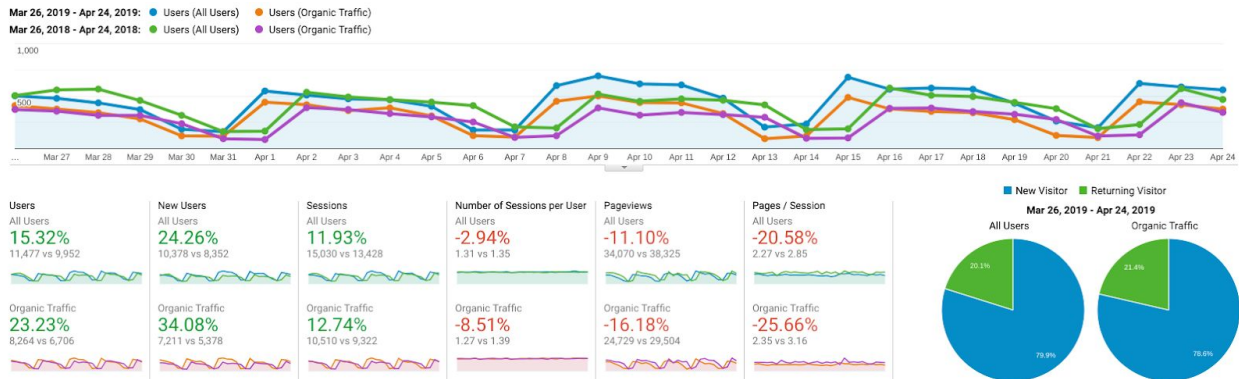 Mar 26, 2019 - Apr 24, 2019: Users (All Users) Users (Organic Traffic)
Mar 26, 2018 - Apr 24, 2018: Users (All Users) Users (Organic Traffic)
1,000
500
... Mar 27 Mar 28 Mar 29 Mar 30 Mar 31 Apr 1 Apr 2 Apr 3 Apr 4 Apr 5 Apr 6 Apr 7 Apr 8 Apr 9 Apr 10 Apr 11 Apr 12 Apr 13 Apr 14 Apr 15 Apr 16 Apr 17 Apr 18 Apr 19 Apr 20 Apr 21 Apr 22 Apr 23 Apr 24
Users
All Users
15.32%
11,477 vs 9,952
Organic Traffic
23.23%
8,264 vs 6,706
New Users
All Users
24.26%
10,378 vs 8,352
Organic Traffic
34.08%
7,211 vs 5,378
Sessions
All Users
11.93%
15,030 vs 13,428
Organic Traffic
12.74%
10,510 vs 9,322
Number of Sessions per User
All Users
-2.94%
1.31 vs 1.35
Organic Traffic
-8.51%
1.27 vs 1.39
Pageviews
All Users
-11.10%
34,070 vs 38,325
Organic Traffic
-16.18%
24,729 vs 29,504
Pages / Session
All Users
-20.58%
2.27 vs 2.85
Organic Traffic
-25.66%
2.35 vs 3.16
New Visitor Returning Visitor
Mar 26, 2019 - Apr 24, 2019
All Users
20.1%
79.9%
Organic Traffic
21.4%
78.6%